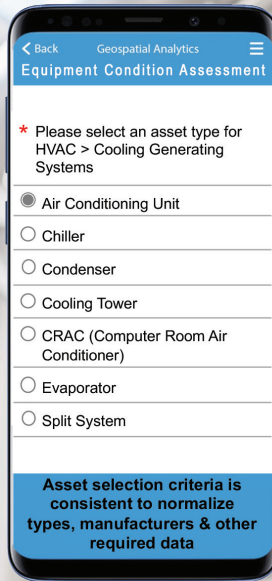 Back Geospatial Analytics
Equipment Condition Assessment
* Please select an asset type for
HVAC > Cooling Generating
Systems
Air Conditioning Unit
Chiller
Condenser
Cooling Tower
CRAC (Computer Room Air
Conditioner)
Evaporator
Split System
Asset selection criteria is
consistent to normalize
types, manufacturers & other
required data